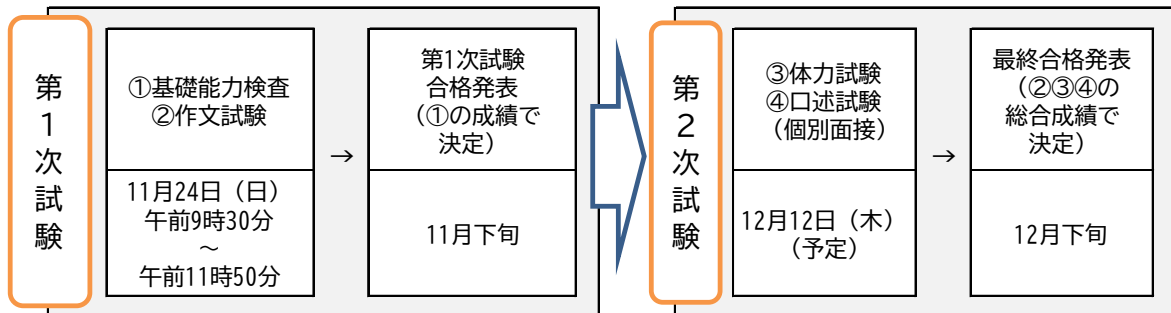 第1次試験
①基礎能力検査
②作文試験
11月24日（日）
午前9時30分
～
午前11時50分
→
第1次試験
合格発表
（①の成績で
決定）
11月下旬
第2次試験
③体力試験
④口述試験
（個別面接）
12月12日（木）
（予定）
→
最終合格発表
（②③④の
総合成績で
決定）
12月下旬